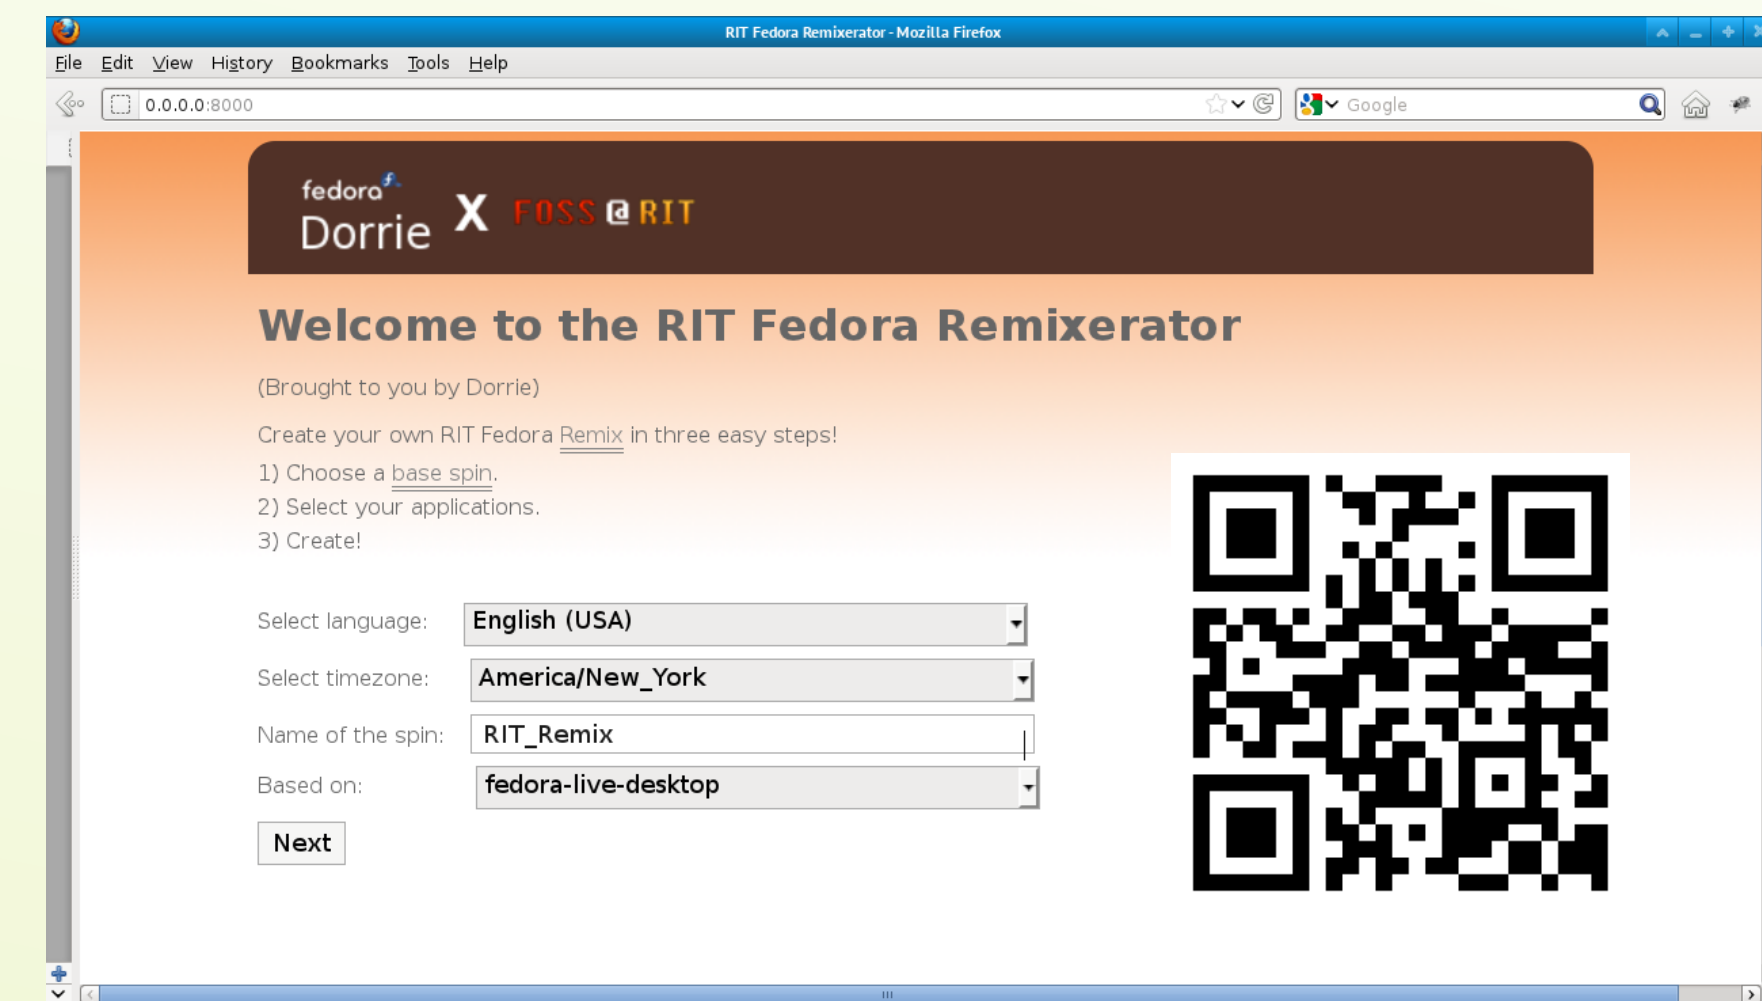 RIT Fedora Remixerator - Mozilla Firefox
File Edit View History Bookmarks Tools Help
0.0.0.0:8000 Google
fedora
Dorrie X FOSS@RIT
Welcome to the RIT Fedora Remixerator
(Brought to you by Dorrie)
Create your own RIT Fedora Remix in three easy steps!
1) Choose a base spin.
2) Select your applications.
3) Create!
Select language: English (USA)
Select timezone: America/New_York
Name of the spin: RIT_Remix
Based on: fedora-live-desktop
Next